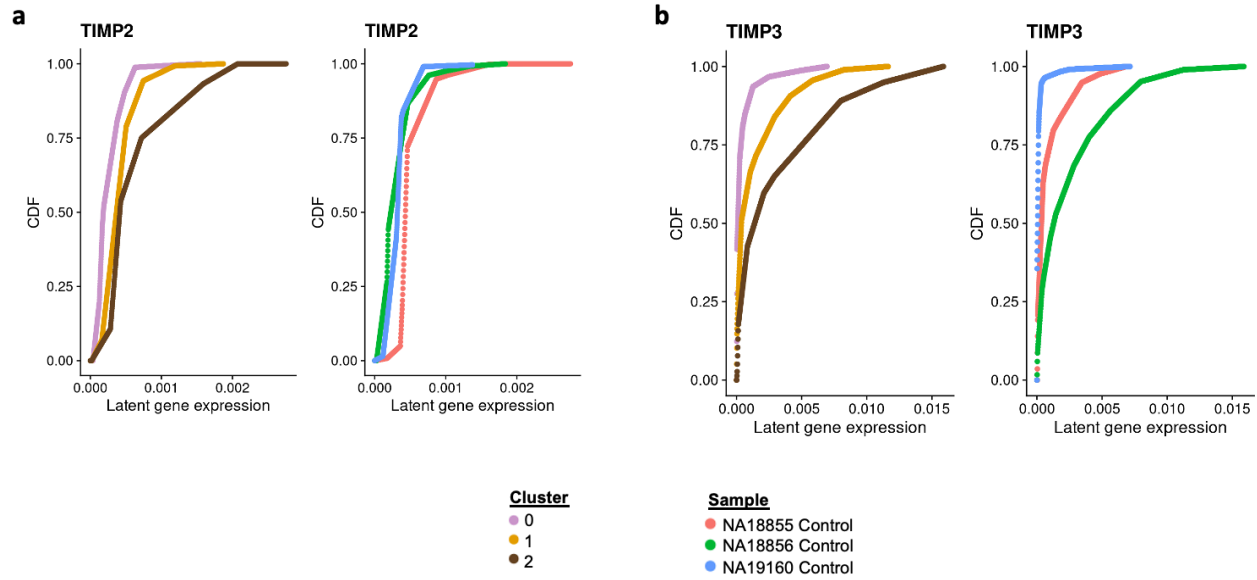 a
TIMP2
1.00
0.75
0.50
0.25
0.00
CDF
0.000 0.001 0.002
Latent gene expression
TIMP2
1.00
0.75
0.50
0.25
0.00
CDF
0.000 0.001 0.002
Latent gene expression
b
TIMP3
1.00
0.75
0.50
0.25
0.00
CDF
0.000 0.005 0.010 0.015
Latent gene expression
TIMP3
1.00
0.75
0.50
0.25
0.00
CDF
0.000 0.005 0.010 0.015
Latent gene expression
Cluster
0
1
2
Sample
NA18855 Control
NA18856 Control
NA19160 Control